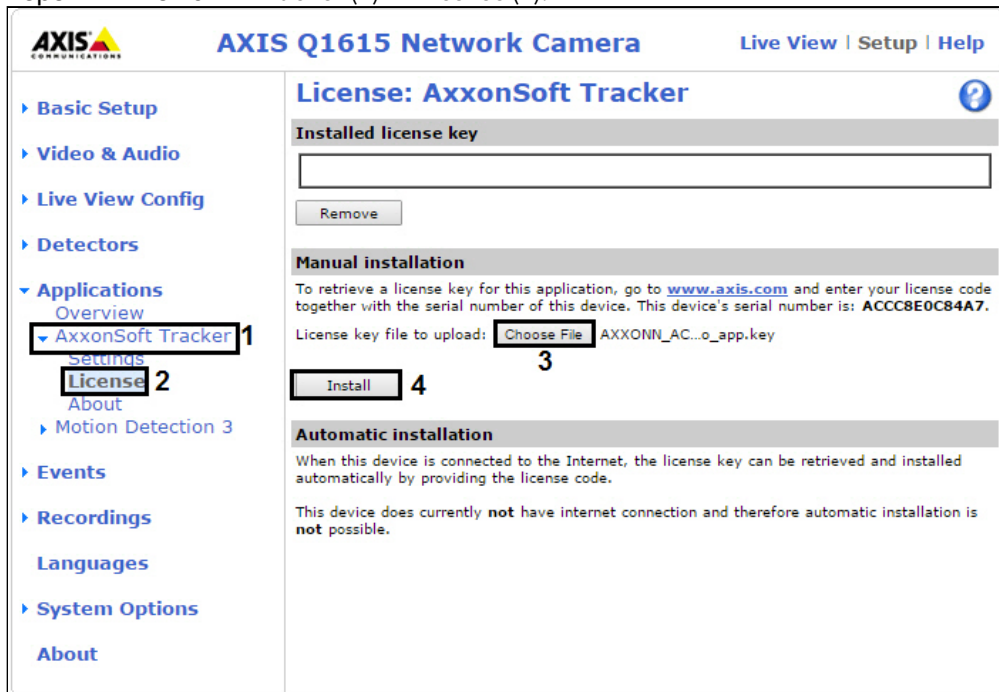 AXIS
COMMUNICATIONS
AXIS Q1615 Network Camera
Live View | Setup | Help
Basic Setup
Video & Audio
Live View Config
Detectors
Applications
Overview
AxxonSoft Tracker 1
Settings
License 2
About
Motion Detection 3
Events
Recordings
Languages
System Options
About
License: AxxonSoft Tracker
?
Installed license key
Remove
Manual installation
To retrieve a license key for this application, go to www.axis.com and enter your license code
together with the serial number of this device. This device's serial number is: ACCC8E0C84A7.
License key file to upload: Choose File AXXONN_AC...o_app.key
3
Install 4
Automatic installation
When this device is connected to the Internet, the license key can be retrieved and installed
automatically by providing the license code.
This device does currently not have internet connection and therefore automatic installation is
not possible.